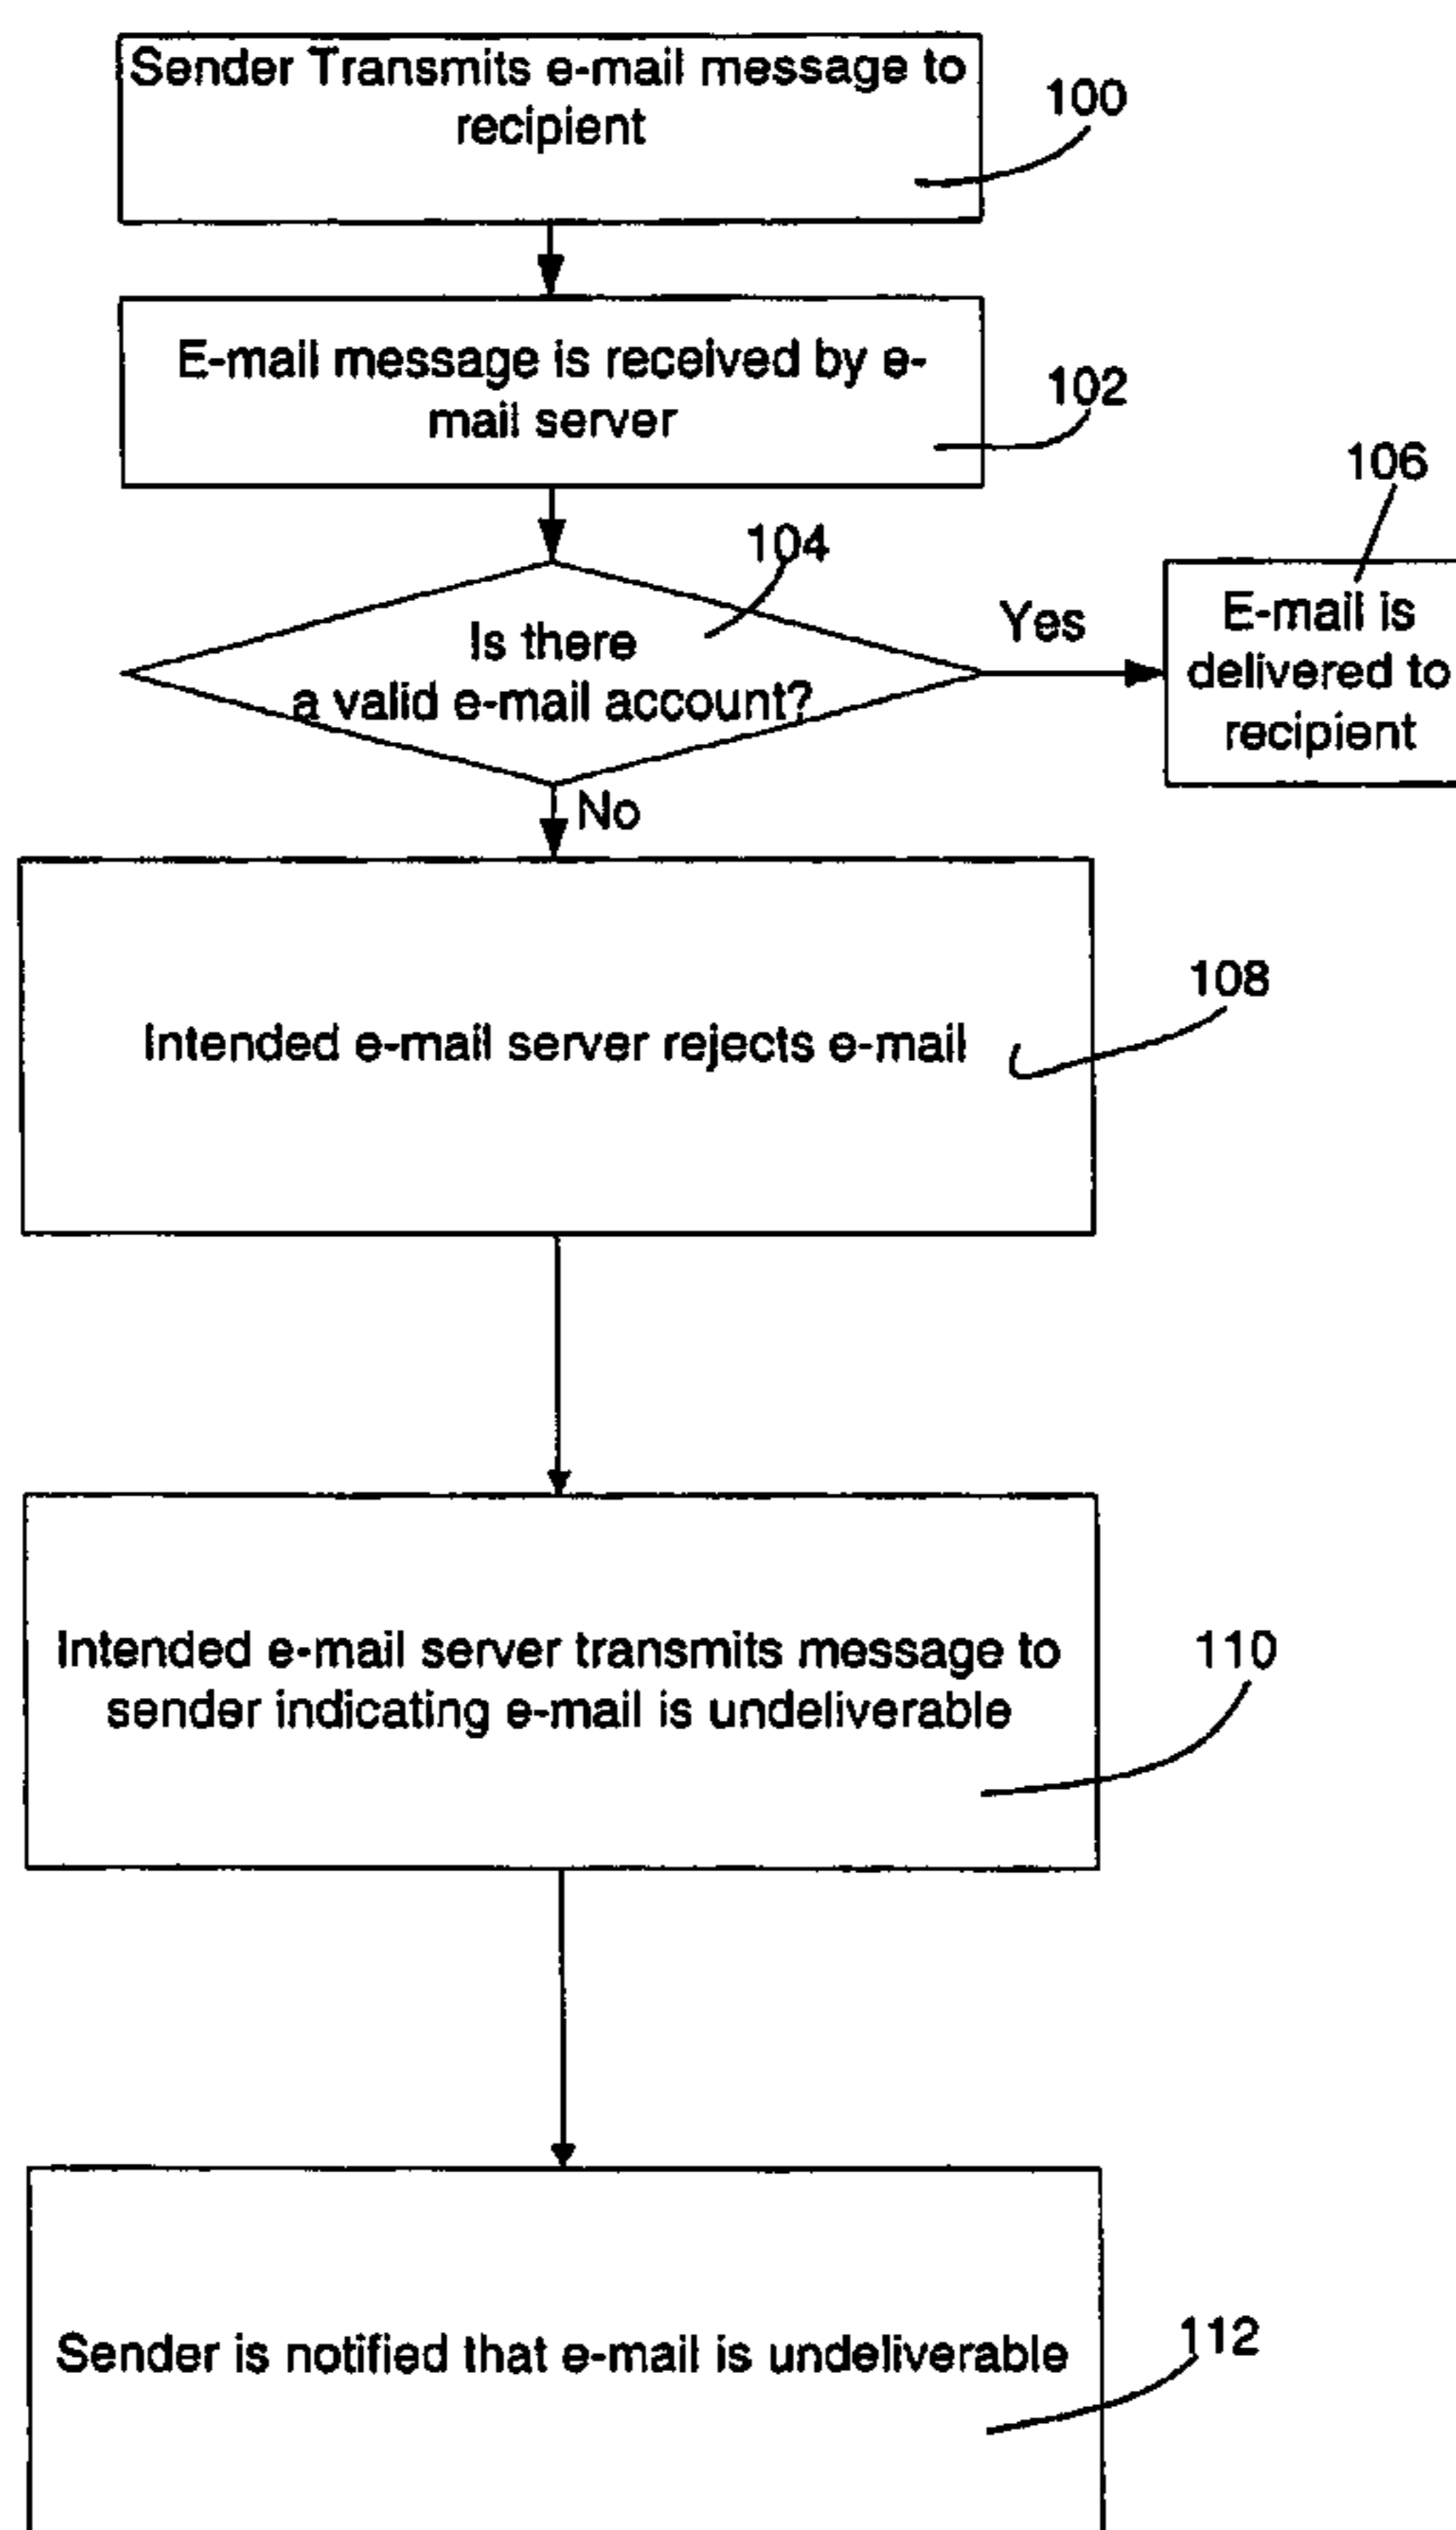 Sender Transmits e-mail message to
recipient
100
E-mail message is received by e-
mail server
102
106
104
Is there
a valid e-mail account?
Yes
E-mail is
delivered to
recipient
No
Intended e-mail server rejects e-mail
108
Intended e-mail server transmits message to
sender indicating e-mail is undeliverable
110
Sender is notified that e-mail is undeliverable
112